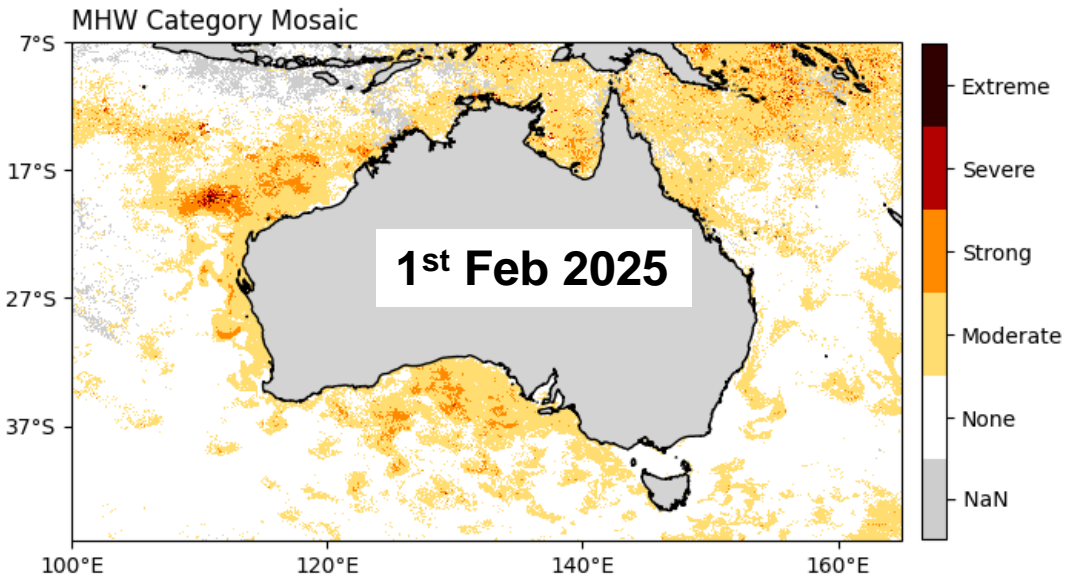 MHW Category Mosaic
7°S
17°S
27°S
37°S
100°E
120°E
140°E
160°E
1st Feb 2025
Extreme
Severe
Strong
Moderate
None
NaN